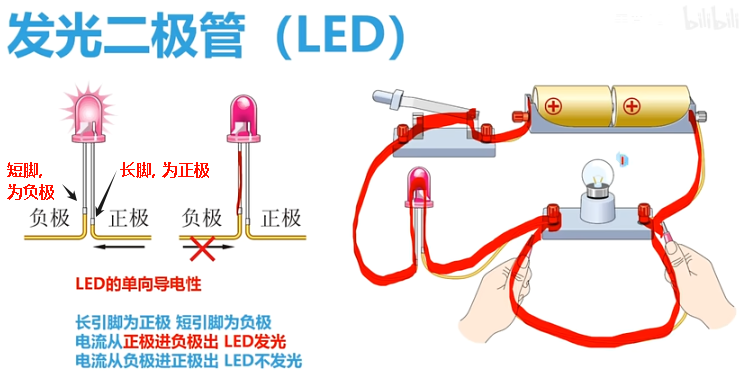 发光二极管（LED）
bilibili
短脚,
为负极
长脚, 为正极
负极 正极
负极 正极
LED的单向导电性
长引脚为正极 短引脚为负极
电流从正极进负极出 LED发光
电流从负极进正极出 LED不发光
+ +
I